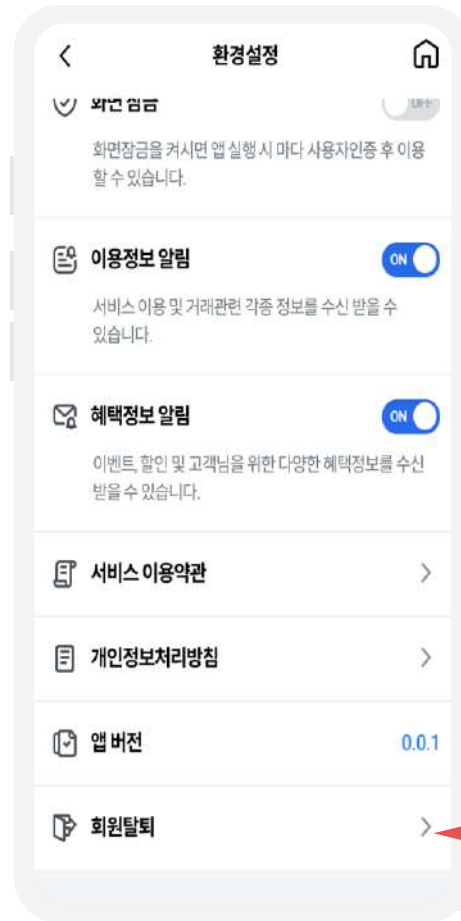 환경설정
화면 잠금
OFF
화면잠금을 켜시면 앱 실행 시 마다 사용자인증 후 이용
할 수 있습니다.
이용정보 알림
ON
서비스 이용 및 거래관련 각종 정보를 수신 받을 수
있습니다.
혜택정보 알림
ON
이벤트, 할인 및 고객님을 위한 다양한 혜택정보를 수신
받을 수 있습니다.
서비스 이용약관
개인정보처리방침
앱 버전
0.0.1
회원탈퇴